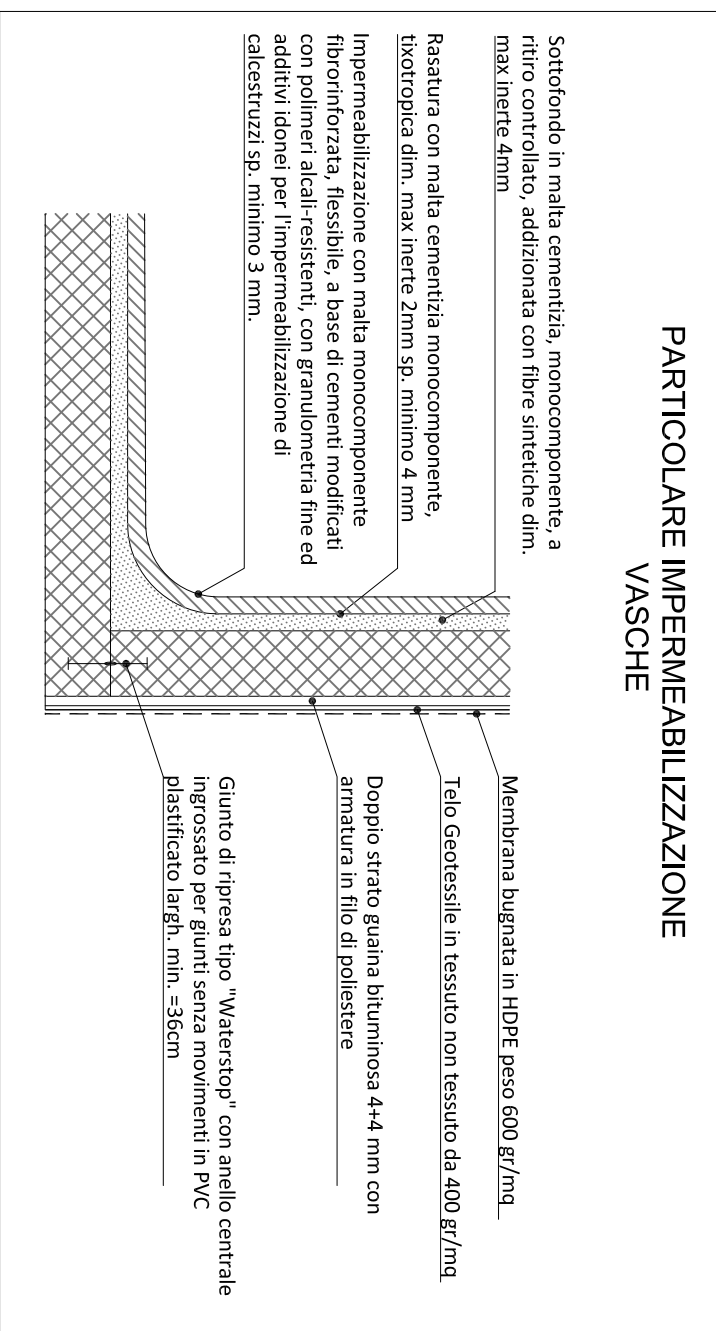 PARTICOLARE IMPERMEABILIZZAZIONE
VASCHE
Sottofondo in malta cementizia, monocomponente, a
ritiro controllato, addizionata con fibre sintetiche dim.
max inerte 4mm
Rasatura con malta cementizia monocomponente,
tixotropica dim. max inerte 2mm sp. minimo 4 mm
Impermeabilizzazione con malta monocomponente
fibrorinforzata, flessibile, a base di cementi modificati
con polimeri alcali-resistenti, con granulometria fine ed
additivi idonei per l'impermeabilizzazione di
calcestruzzi sp. minimo 3 mm.
Membrana bugnata in HDPE peso 600 gr/mq
Telo Geotessile in tessuto non tessuto da 400 gr/mq
Doppio strato guaina bituminosa 4+4 mm con
armatura in filo di poliestere
Giunto di ripresa tipo "Waterstop" con anello centrale
ingrossato per giunti senza movimenti in PVC
plastificato largh. min. =36cm